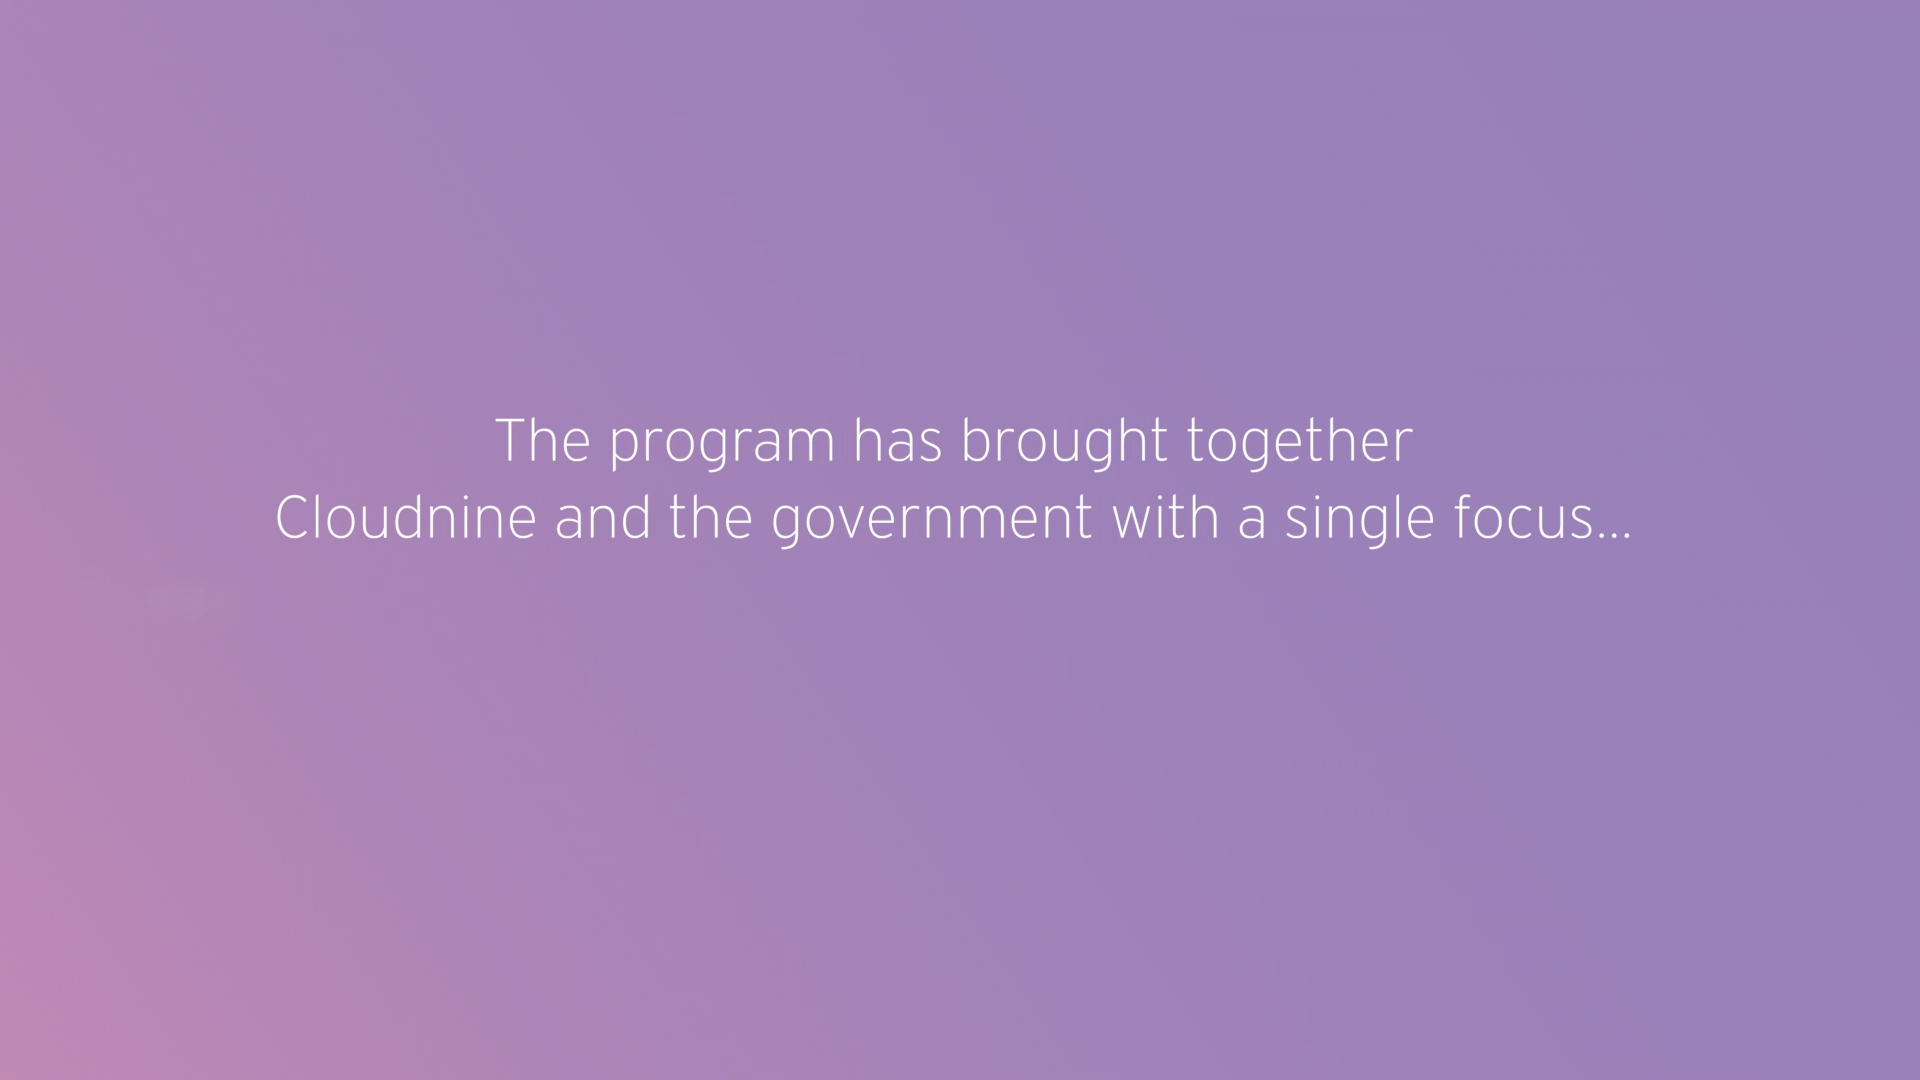 The program has brought together
Cloudnine and the government with a single focus...